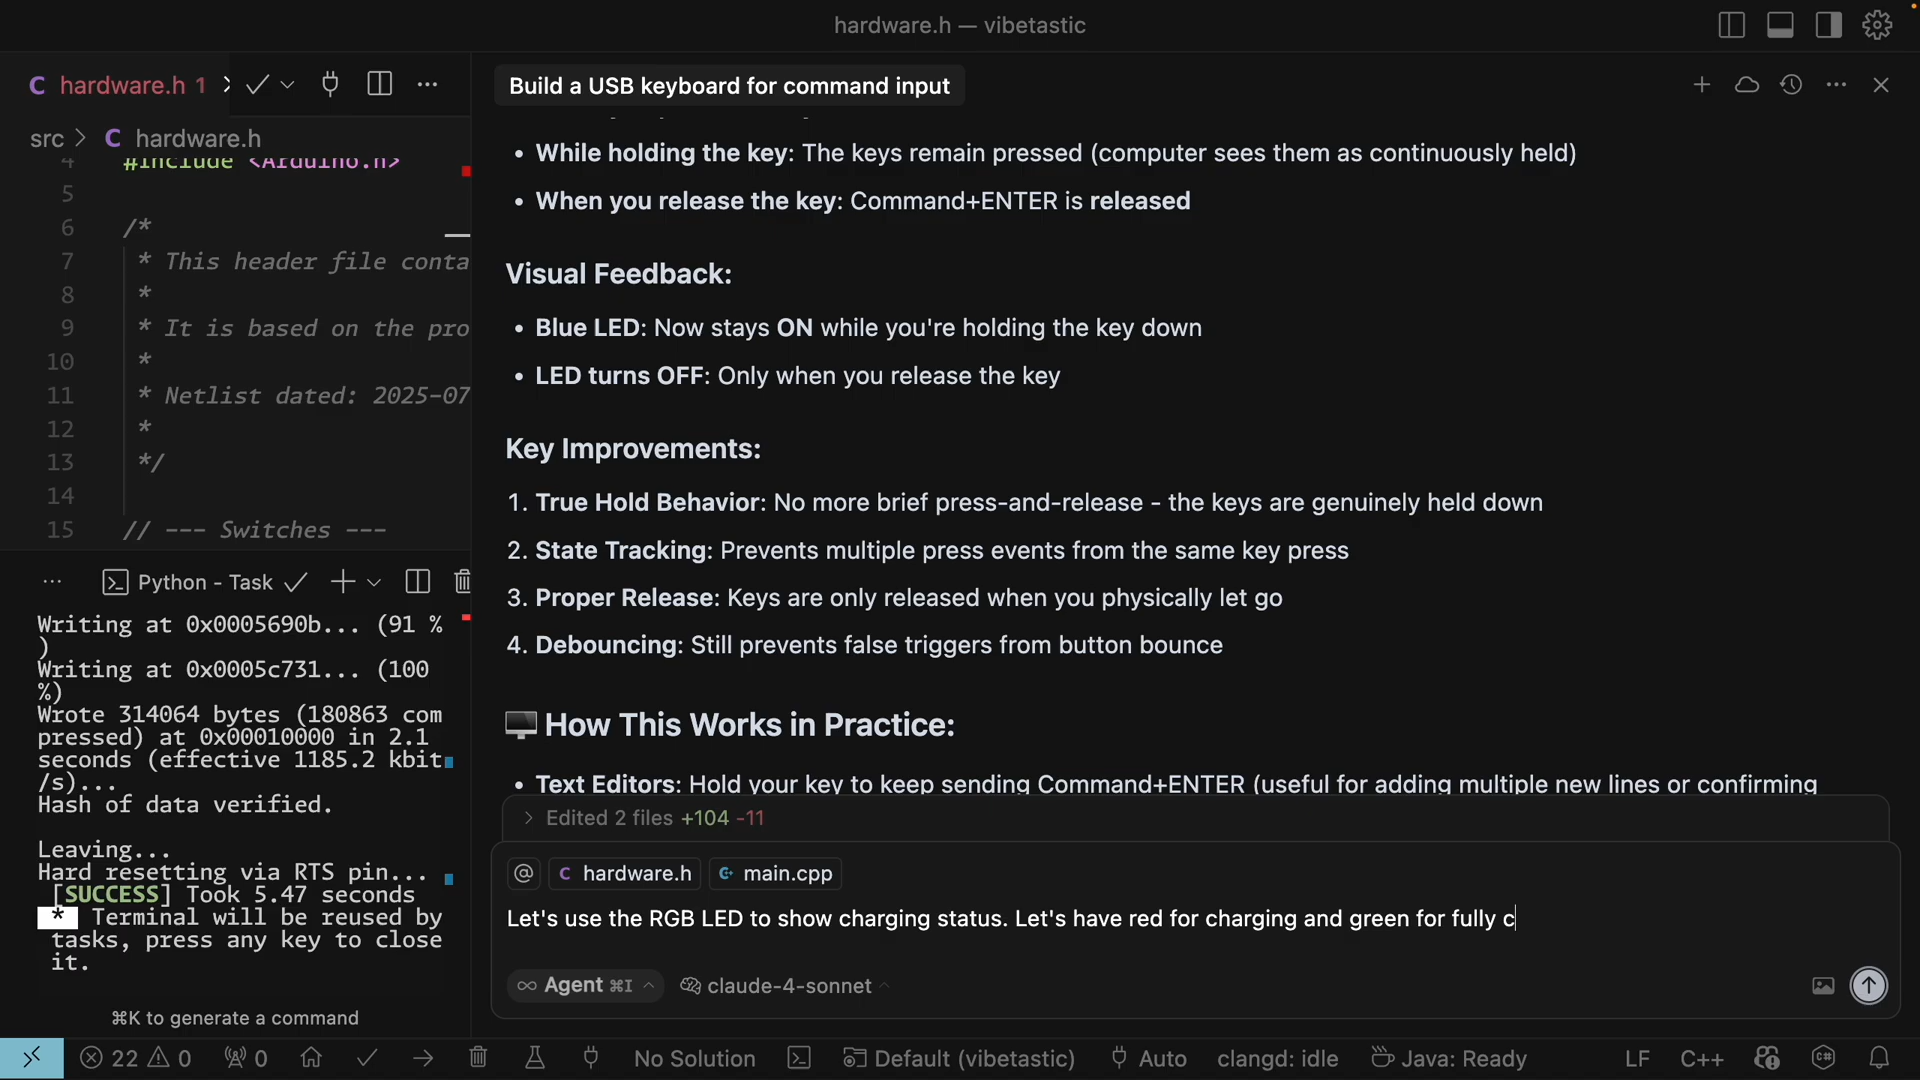 hardware.h — vibetastic
C hardware.h 1
Build a USB keyboard for command input
src > C hardware.h
4 #include <Arduino.h>
5
6 /*
7 * This header file conta
8 *
9 * It is based on the pro
10 *
11 * Netlist dated: 2025-07
12 *
13 */
14
15 // --- Switches ---
• While holding the key: The keys remain pressed (computer sees them as continuously held)
• When you release the key: Command+ENTER is released
Visual Feedback:
• Blue LED: Now stays ON while you're holding the key down
• LED turns OFF: Only when you release the key
Key Improvements:
1. True Hold Behavior: No more brief press-and-release - the keys are genuinely held down
2. State Tracking: Prevents multiple press events from the same key press
3. Proper Release: Keys are only released when you physically let go
4. Debouncing: Still prevents false triggers from button bounce
How This Works in Practice:
• Text Editors: Hold your key to keep sending Command+ENTER (useful for adding multiple new lines or confirming
Python - Task
Writing at 0x0005690b... (91 %
)
Writing at 0x0005c731... (100
%)
Wrote 314064 bytes (180863 com
pressed) at 0x00010000 in 2.1
seconds (effective 1185.2 kbit
/s)...
Hash of data verified.
Leaving...
Hard resetting via RTS pin...
[SUCCESS] Took 5.47 seconds
* Terminal will be reused by
tasks, press any key to close
it.
⌘K to generate a command
> Edited 2 files +104 -11
@ C hardware.h main.cpp
Let's use the RGB LED to show charging status. Let's have red for charging and green for fully c
∞ Agent ⌘I claude-4-sonnet
22 0 0 No Solution Default (vibetastic) Auto clangd: idle Java: Ready LF C++